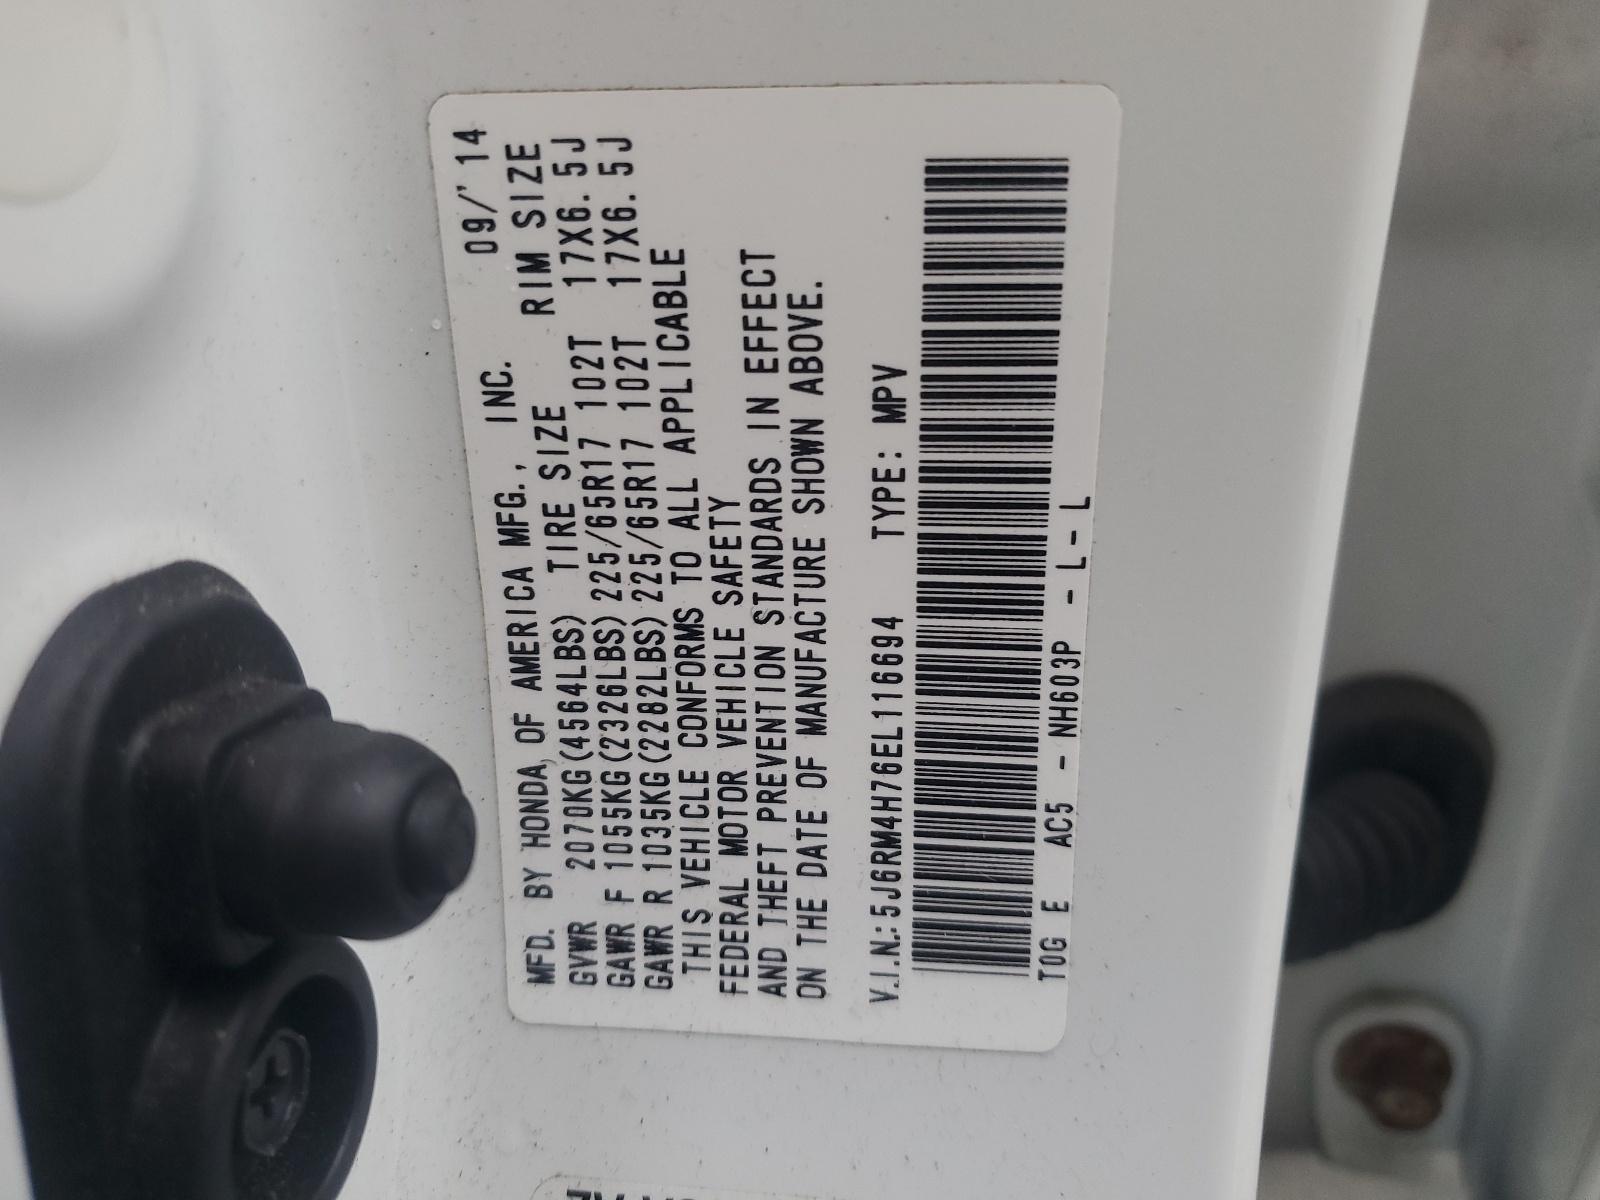 MFD. BY HONDA OF AMERICA MFG., INC. 09/'14
GVWR 2070KG(4564LBS) TIRE SIZE RIM SIZE
GAWR F 1055KG(2326LBS) 225/65R17 102T 17X6.5J
GAWR R 1035KG(2282LBS) 225/65R17 102T 17X6.5J
THIS VEHICLE CONFORMS TO ALL APPLICABLE
FEDERAL MOTOR VEHICLE SAFETY
AND THEFT PREVENTION STANDARDS IN EFFECT
ON THE DATE OF MANUFACTURE SHOWN ABOVE.
V.I.N.: 5J6RM4H76EL116694 TYPE: MPV
T0G E AC5 - NH603P - L- L